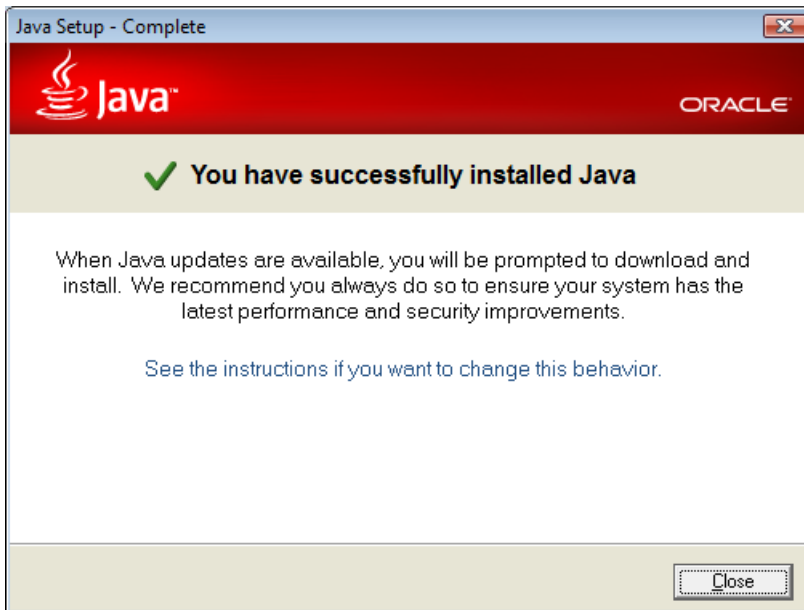 Java Setup - Complete
Java™
ORACLE®
You have successfully installed Java
When Java updates are available, you will be prompted to download and
install. We recommend you always do so to ensure your system has the
latest performance and security improvements.
See the instructions if you want to change this behavior.
Close